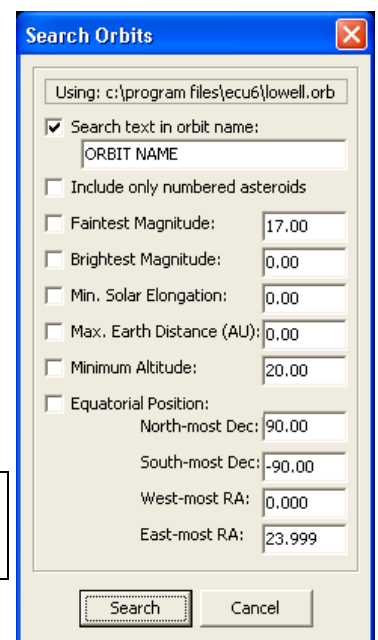 Search Orbits
Using: c:\program files\ecu6\lowell.orb
Search text in orbit name:
ORBIT NAME
Include only numbered asteroids
Faintest Magnitude: 17.00
Brightest Magnitude: 0.00
Min. Solar Elongation: 0.00
Max. Earth Distance (AU): 0.00
Minimum Altitude: 20.00
Equatorial Position:
North-most Dec: 90.00
South-most Dec: -90.00
West-most RA: 0.000
East-most RA: 23.999
Search Cancel